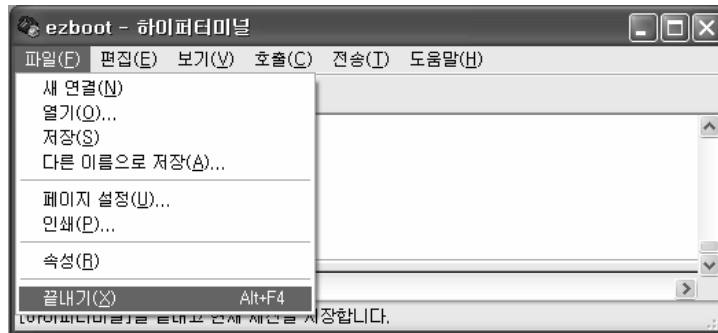 ezboot - 하이퍼터미널
파일(F) 편집(E) 보기(V) 호출(C) 전송(T) 도움말(H)
새 연결(N)
열기(O)...
저장(S)
다른 이름으로 저장(A)...
페이지 설정(U)...
인쇄(P)...
속성(R)
끝내기(X) Alt+F4
[하이퍼터미널]을 끝내고 현재 세션을 저장합니다.